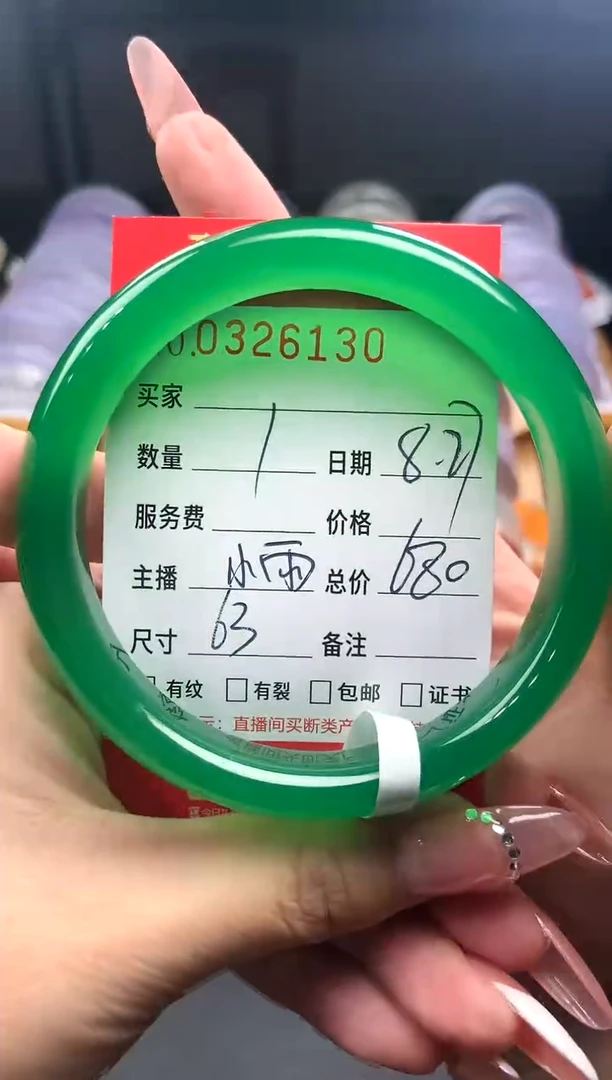 0.0326130
买家
数量 1 日期 8.27
服务费 价格
主播 小雨 总价 680
尺寸 63 备注
有纹 有裂 包邮 证书
示：直播间买断类产